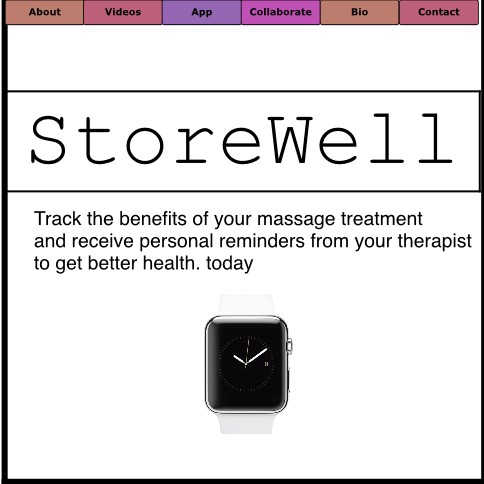 About Videos App Collaborate Bio Contact
StoreWell
Track the benefits of your massage treatment
and receive personal reminders from your therapist
to get better health. today
9